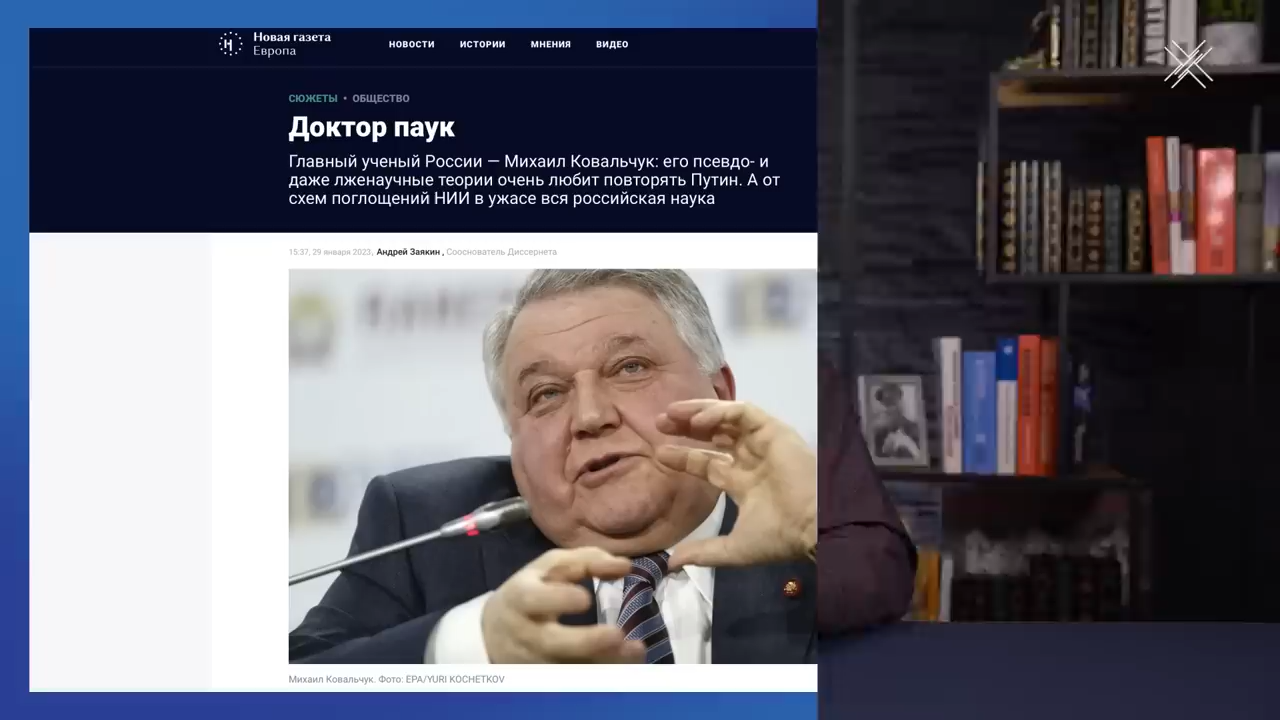 Новая газета
Европа
НОВОСТИ
ИСТОРИИ
МНЕНИЯ
ВИДЕО
СЮЖЕТЫ • ОБЩЕСТВО
Доктор паук
Главный ученый России — Михаил Ковальчук: его псевдо- и
даже лженаучные теории очень любит повторять Путин. А от
схем поглощений НИИ в ужасе вся российская наука
15:37, 29 января 2023, Андрей Заякин , Сооснователь Диссернета
Михаил Ковальчук. Фото: EPA/YURI KOCHETKOV